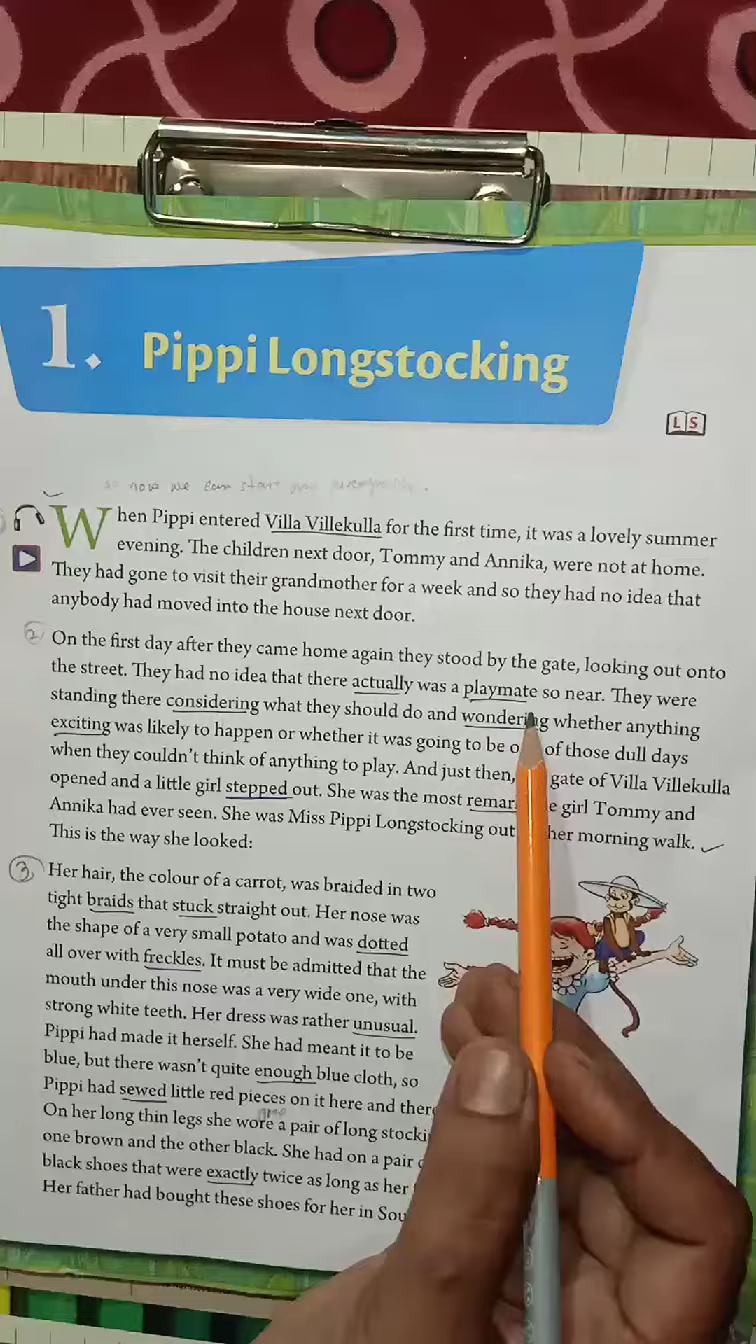 1. Pippi Longstocking
L S
so now we can start our
When Pippi entered Villa Villekulla for the first time, it was a lovely summer
evening. The children next door, Tommy and Annika, were not at home.
They had gone to visit their grandmother for a week and so they had no idea that
anybody had moved into the house next door.
2 On the first day after they came home again they stood by the gate, looking out onto
the street. They had no idea that there actually was a playmate so near. They were
standing there considering what they should do and wondering whether anything
exciting was likely to happen or whether it was going to be of those dull days
when they couldn't think of anything to play. And just then, gate of Villa Villekulla
opened and a little girl stepped out. She was the most girl Tommy and
Annika had ever seen. She was Miss Pippi Longstocking out her morning walk.
This is the way she looked:
3 Her hair, the colour of a carrot, was braided in two
tight braids that stuck straight out. Her nose was
the shape of a very small potato and was dotted
all over with freckles. It must be admitted that the
mouth under this nose was a very wide one, with
strong white teeth. Her dress was rather unusual.
Pippi had made it herself. She had meant it to be
blue, but there wasn't quite enough blue cloth, so
Pippi had sewed little red pieces on it here and
On her long thin legs she wore a pair of long
one brown and the other black. She had on a pair
black shoes that were exactly twice as long as her
Her father had bought these shoes for her in